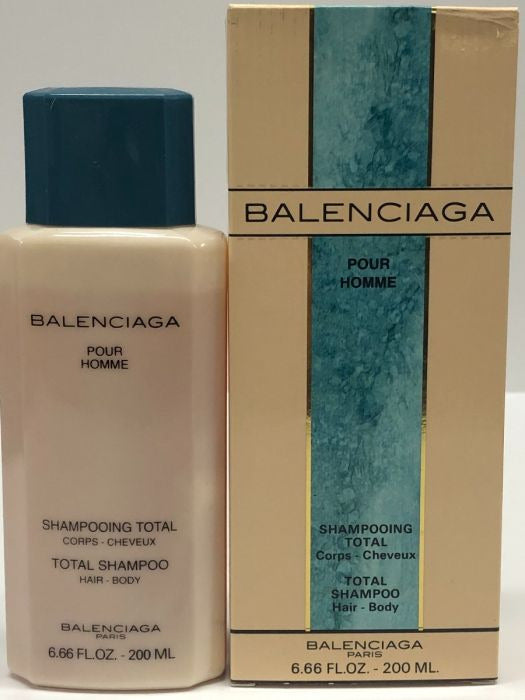 BALENCIAGA
POUR
HOMME
SHAMPOOING TOTAL
CORPS - CHEVEUX
TOTAL SHAMPOO
HAIR - BODY
BALENCIAGA
PARIS
6.66 FL.OZ. - 200 ML
BALENCIAGA
POUR
HOMME
SHAMPOOING
TOTAL
Corps - Cheveux
TOTAL
SHAMPOO
Hair - Body
BALENCIAGA
PARIS
6.66 FL.OZ. - 200 ML.